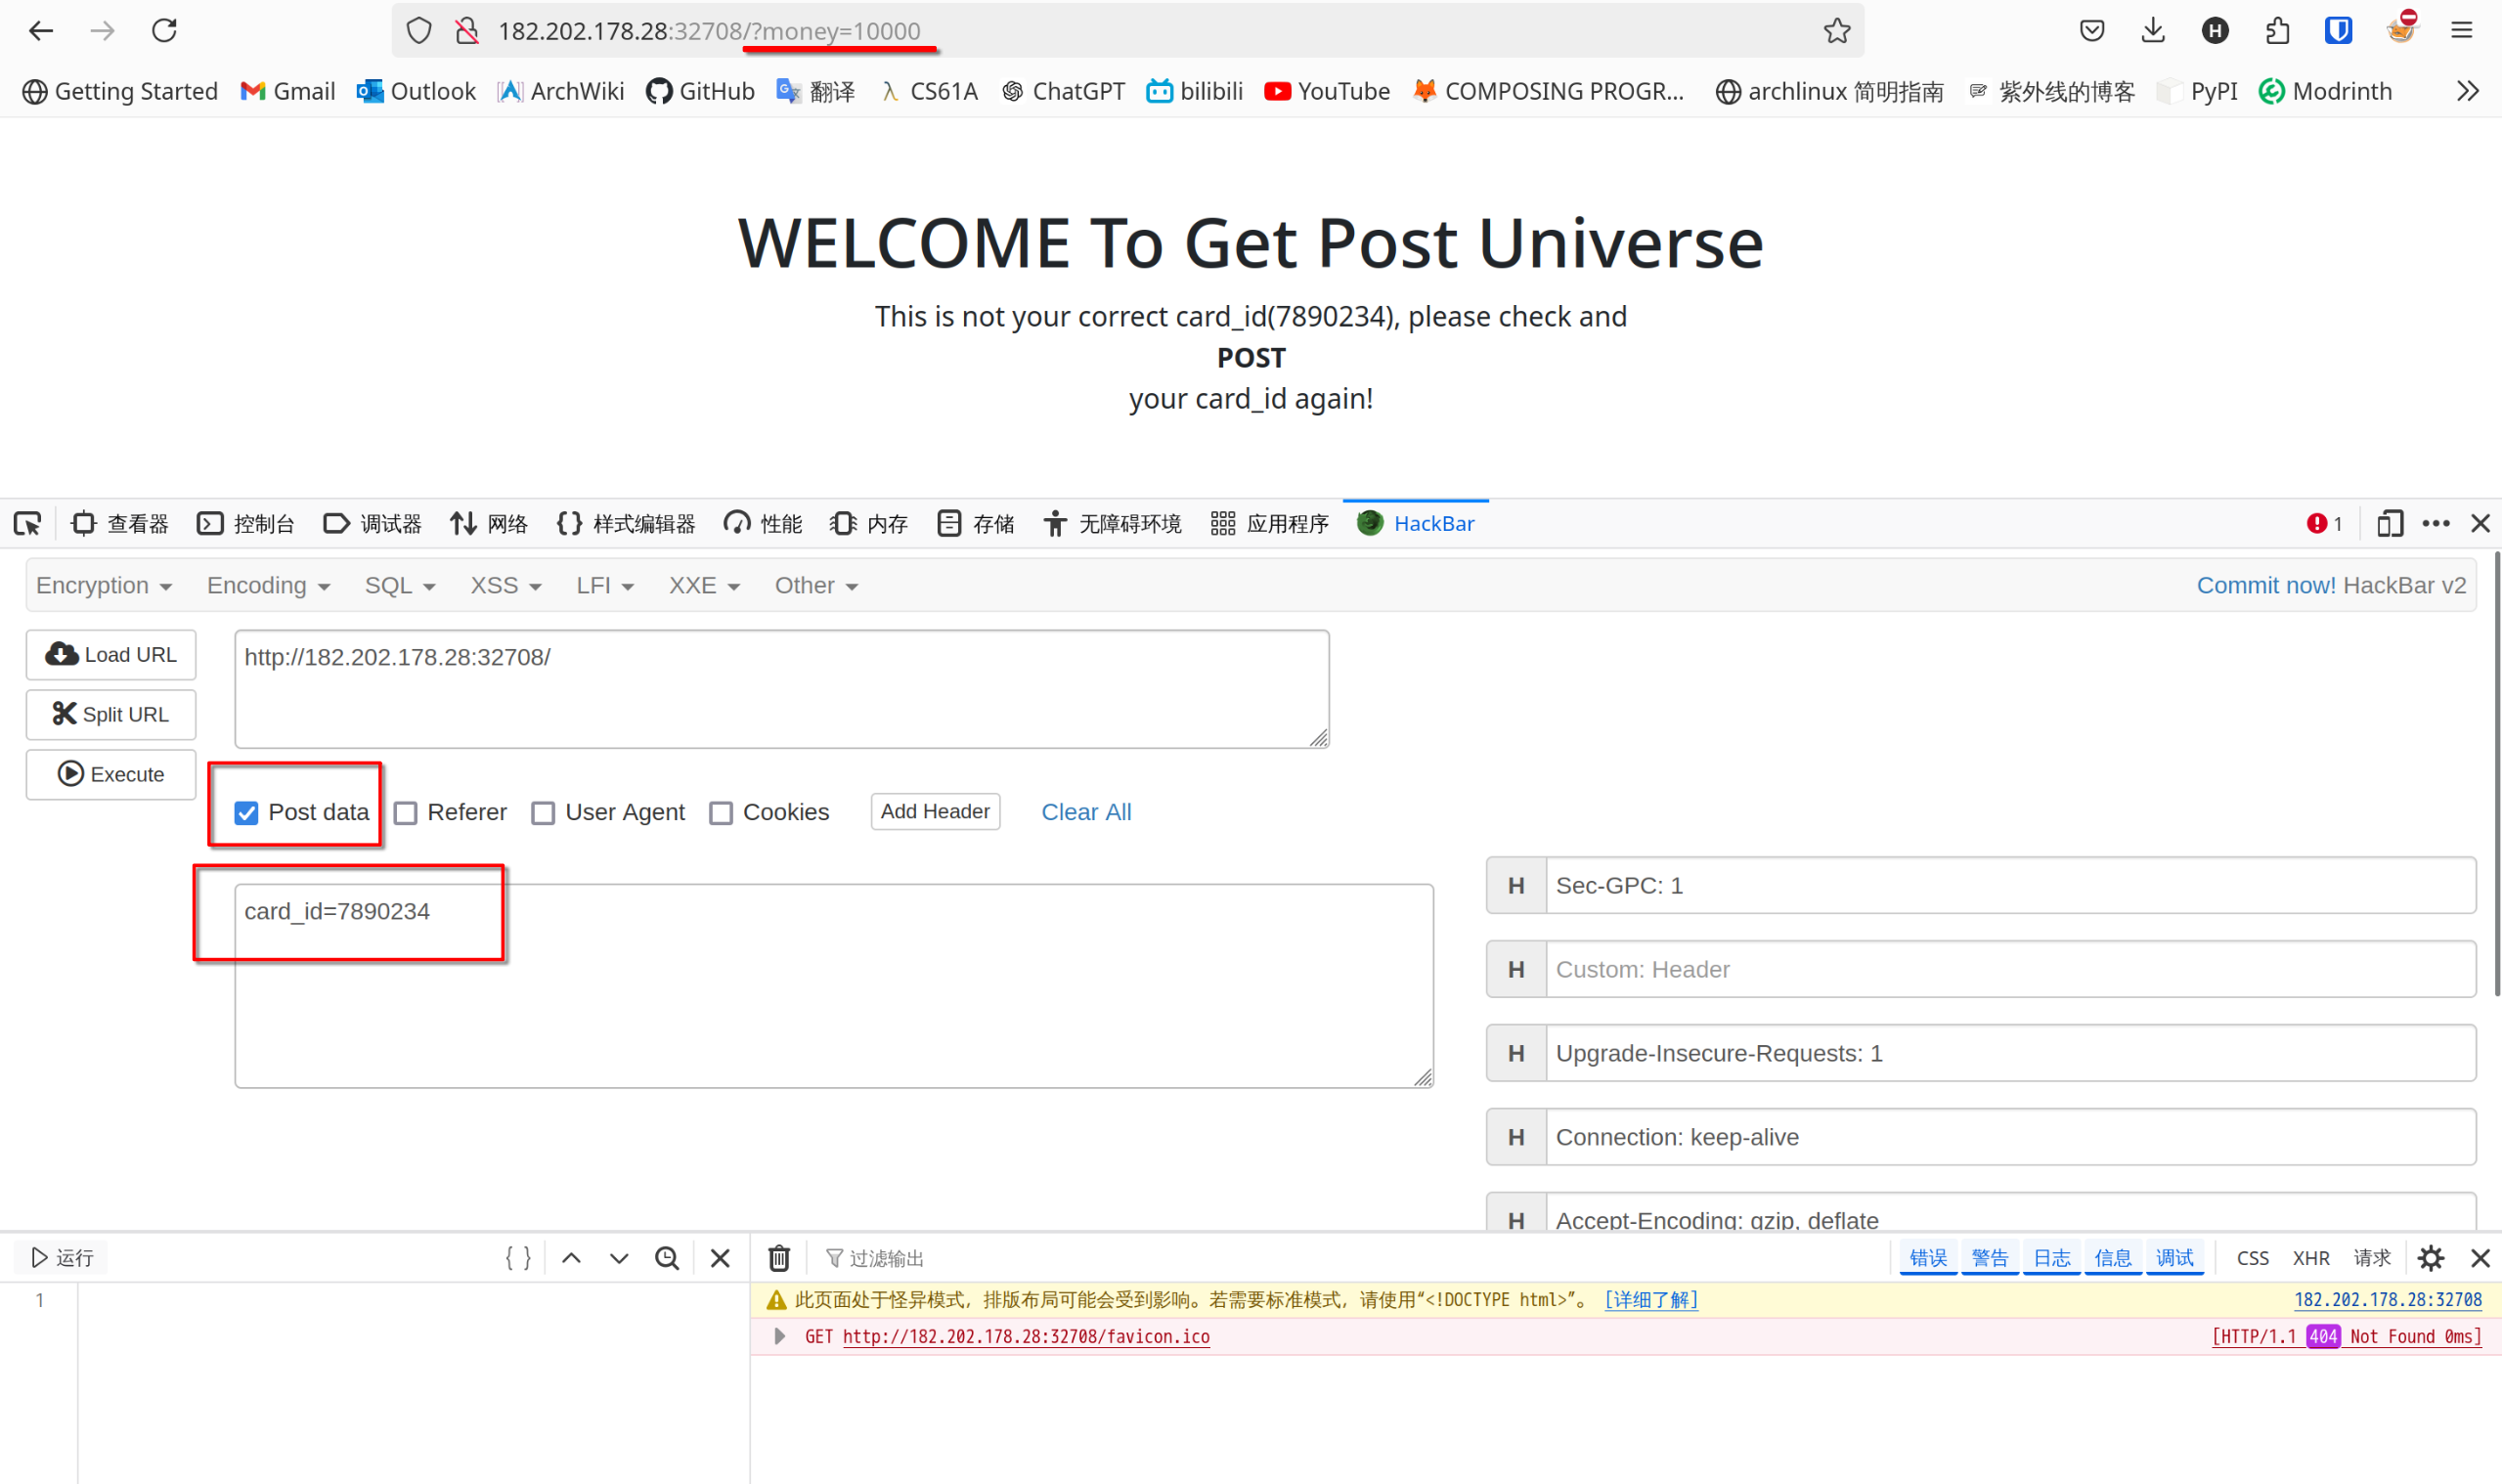 182.202.178.28:32708/?money=10000
Getting Started Gmail Outlook ArchWiki GitHub 翻译 CS61A ChatGPT bilibili YouTube COMPOSING PROGR... archlinux 简明指南 紫外线的博客 PyPI Modrinth
WELCOME To Get Post Universe
This is not your correct card_id(7890234), please check and
POST
your card_id again!
查看器 控制台 调试器 网络 样式编辑器 性能 内存 存储 无障碍环境 应用程序 HackBar 1
Encryption Encoding SQL XSS LFI XXE Other Commit now! HackBar v2
Load URL
http://182.202.178.28:32708/
Split URL
Execute
Post data Referer User Agent Cookies Add Header Clear All
card_id=7890234
H Sec-GPC: 1
H Custom: Header
H Upgrade-Insecure-Requests: 1
H Connection: keep-alive
H Accept-Encoding: gzip, deflate
运行 过滤输出 错误 警告 日志 信息 调试 CSS XHR 请求
1
此页面处于怪异模式，排版布局可能会受到影响。若需要标准模式，请使用“<!DOCTYPE html>”。 [详细了解] 182.202.178.28:32708
GET http://182.202.178.28:32708/favicon.ico [HTTP/1.1 404 Not Found 0ms]